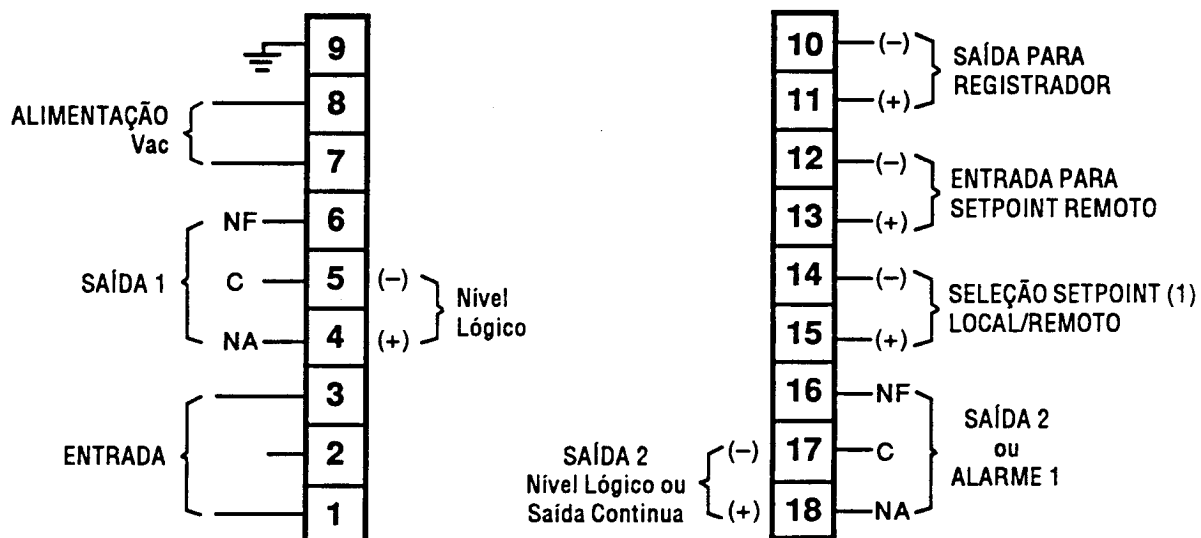 9
8
7
6
5
4
3
2
1
ALIMENTAÇÃO
Vac
SAÍDA 1
NF
C
NA
(–)
(+)
Nível
Lógico
ENTRADA
10 (–)
11 (+)
SAÍDA PARA
REGISTRADOR
12 (–)
13 (+)
ENTRADA PARA
SETPOINT REMOTO
14 (–)
15 (+)
SELEÇÃO SETPOINT (1)
LOCAL/REMOTO
16 NF
17 C
18 NA
SAÍDA 2
ou
ALARME 1
SAÍDA 2
Nível Lógico ou
Saída Continua
(–)
(+)